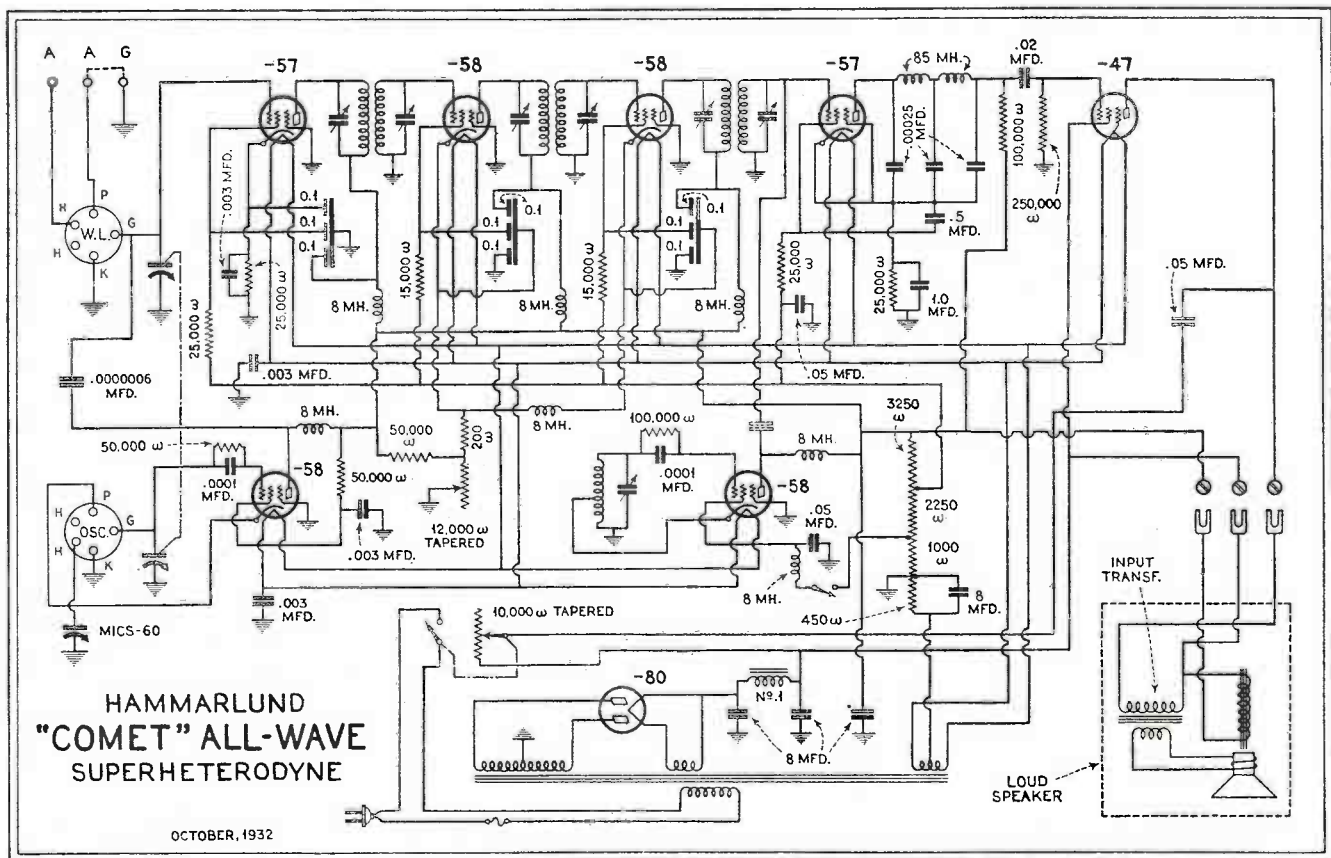 A A G
-57
-58
-58
-57
85 MH.
.02
MFD.
-47
.00025
MFD.
100,000 ω
250,000
ω
.003 MFD.
0.1
0.1
0.1
0.1
0.1
0.1
0.1
0.1
0.1
P
H
W.L.
G
H
K
25,000 ω
25,000 ω
8 MH.
15,000 ω
8 MH.
15,000 ω
8 MH.
25,000
ω
.05 MFD.
.5
MFD.
25,000 ω
1.0
MFD.
.05 MFD.
.0000006
MFD.
.003 MFD.
8 MH.
50,000 ω
.0001
MFD.
-58
50,000 ω
50,000
ω
.003 MFD.
200
ω
12,000 ω
TAPERED
8 MH.
100,000 ω
.0001
MFD.
-58
8 MH.
.05
MFD.
8 MH.
3250
ω
2250
ω
1000
ω
450 ω
8
MFD.
P
H
OSC.
G
H
K
MICS-60
.003
MFD.
10,000 ω TAPERED
-80
Nº.1
8 MFD.
INPUT
TRANSF.
LOUD
SPEAKER
HAMMARLUND
"COMET" ALL-WAVE
SUPERHETERODYNE
OCTOBER, 1932